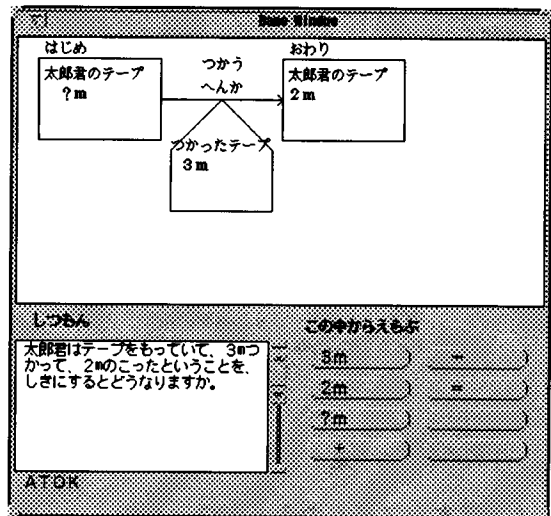 Demo Window
はじめ
太郎君のテープ
?m
つかう
へんか
おわり
太郎君のテープ
2m
つかったテープ
3m
しつもん
太郎君はテープをもっていて、3mつ
かって、2mのこったということを、
しきにするとどうなりますか。
この中からえらぶ
3m
−
2m
=
?m
+
ATOK